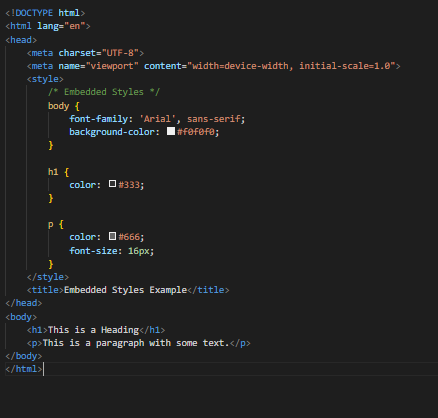 <!DOCTYPE html>
<html lang="en">
<head>
    <meta charset="UTF-8">
    <meta name="viewport" content="width=device-width, initial-scale=1.0">
    <style>
        /* Embedded Styles */
        body {
            font-family: 'Arial', sans-serif;
            background-color: #f0f0f0;
        }

        h1 {
            color: #333;
        }

        p {
            color: #666;
            font-size: 16px;
        }
    </style>
    <title>Embedded Styles Example</title>
</head>
<body>
    <h1>This is a Heading</h1>
    <p>This is a paragraph with some text.</p>
</body>
</html>